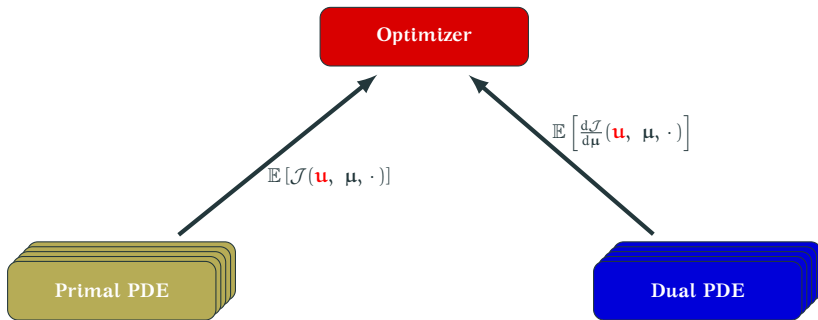 Optimizer
𝔼 [d𝒥/dμ (u, μ, ·)]
𝔼 [𝒥(u, μ, ·)]
Primal PDE
Dual PDE